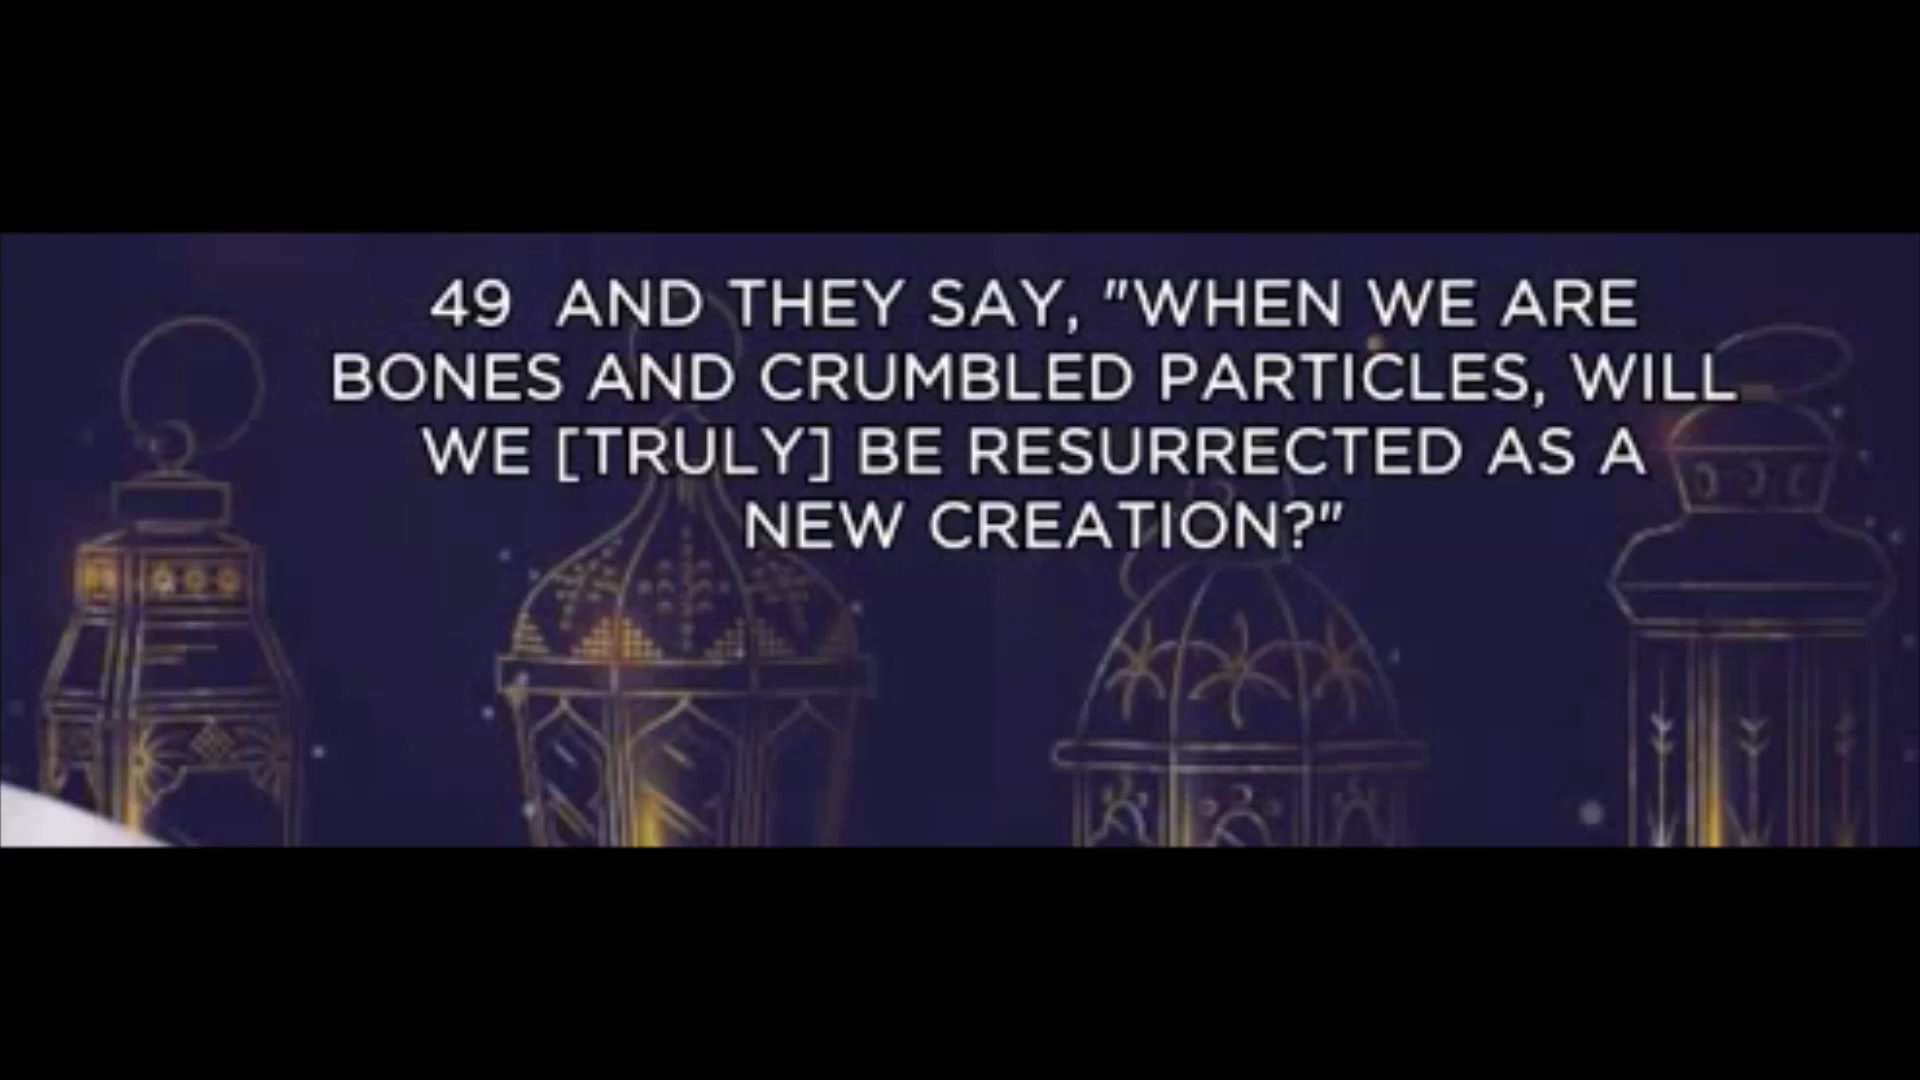 49 AND THEY SAY, "WHEN WE ARE
BONES AND CRUMBLED PARTICLES, WILL
WE [TRULY] BE RESURRECTED AS A
NEW CREATION?"